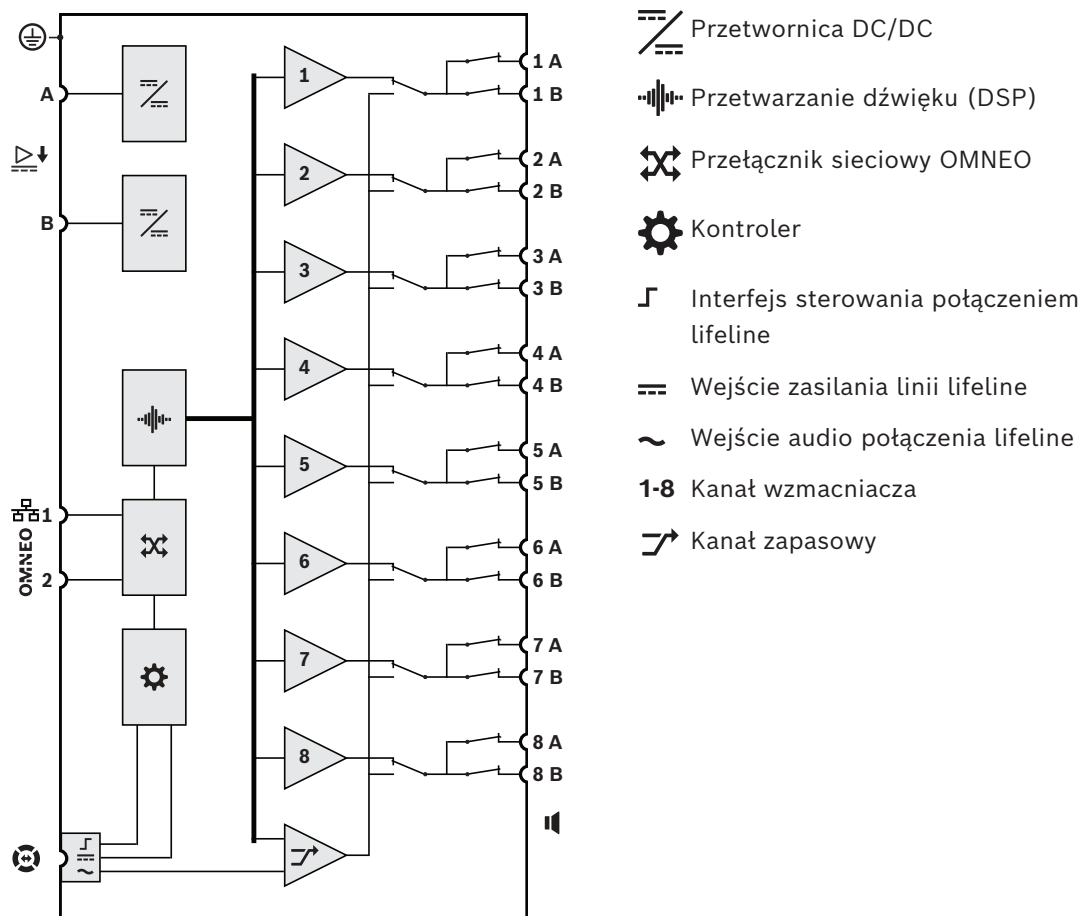 A
B
OMNEO
1
2
1
2
3
4
5
6
7
8
1 A
1 B
2 A
2 B
3 A
3 B
4 A
4 B
5 A
5 B
6 A
6 B
7 A
7 B
8 A
8 B
Przetwornica DC/DC
Przetwarzanie dźwięku (DSP)
Przełącznik sieciowy OMNEO
Kontroler
Interfejs sterowania połączeniem
lifeline
Wejście zasilania linii lifeline
Wejście audio połączenia lifeline
1-8 Kanał wzmacniacza
Kanał zapasowy